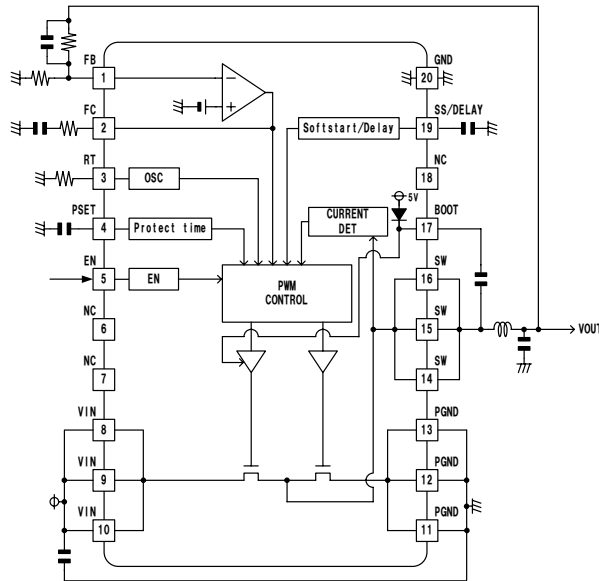 FB
1
FC
2
RT
3
OSC
PSET
4
Protect time
EN
5
EN
NC
6
NC
7
VIN
8
VIN
9
VIN
10
−
+
Softstart/Delay
CURRENT
DET
5V
PWM
CONTROL
GND
20
SS/DELAY
19
NC
18
BOOT
17
SW
16
SW
15
SW
14
PGND
13
PGND
12
PGND
11
VOUT